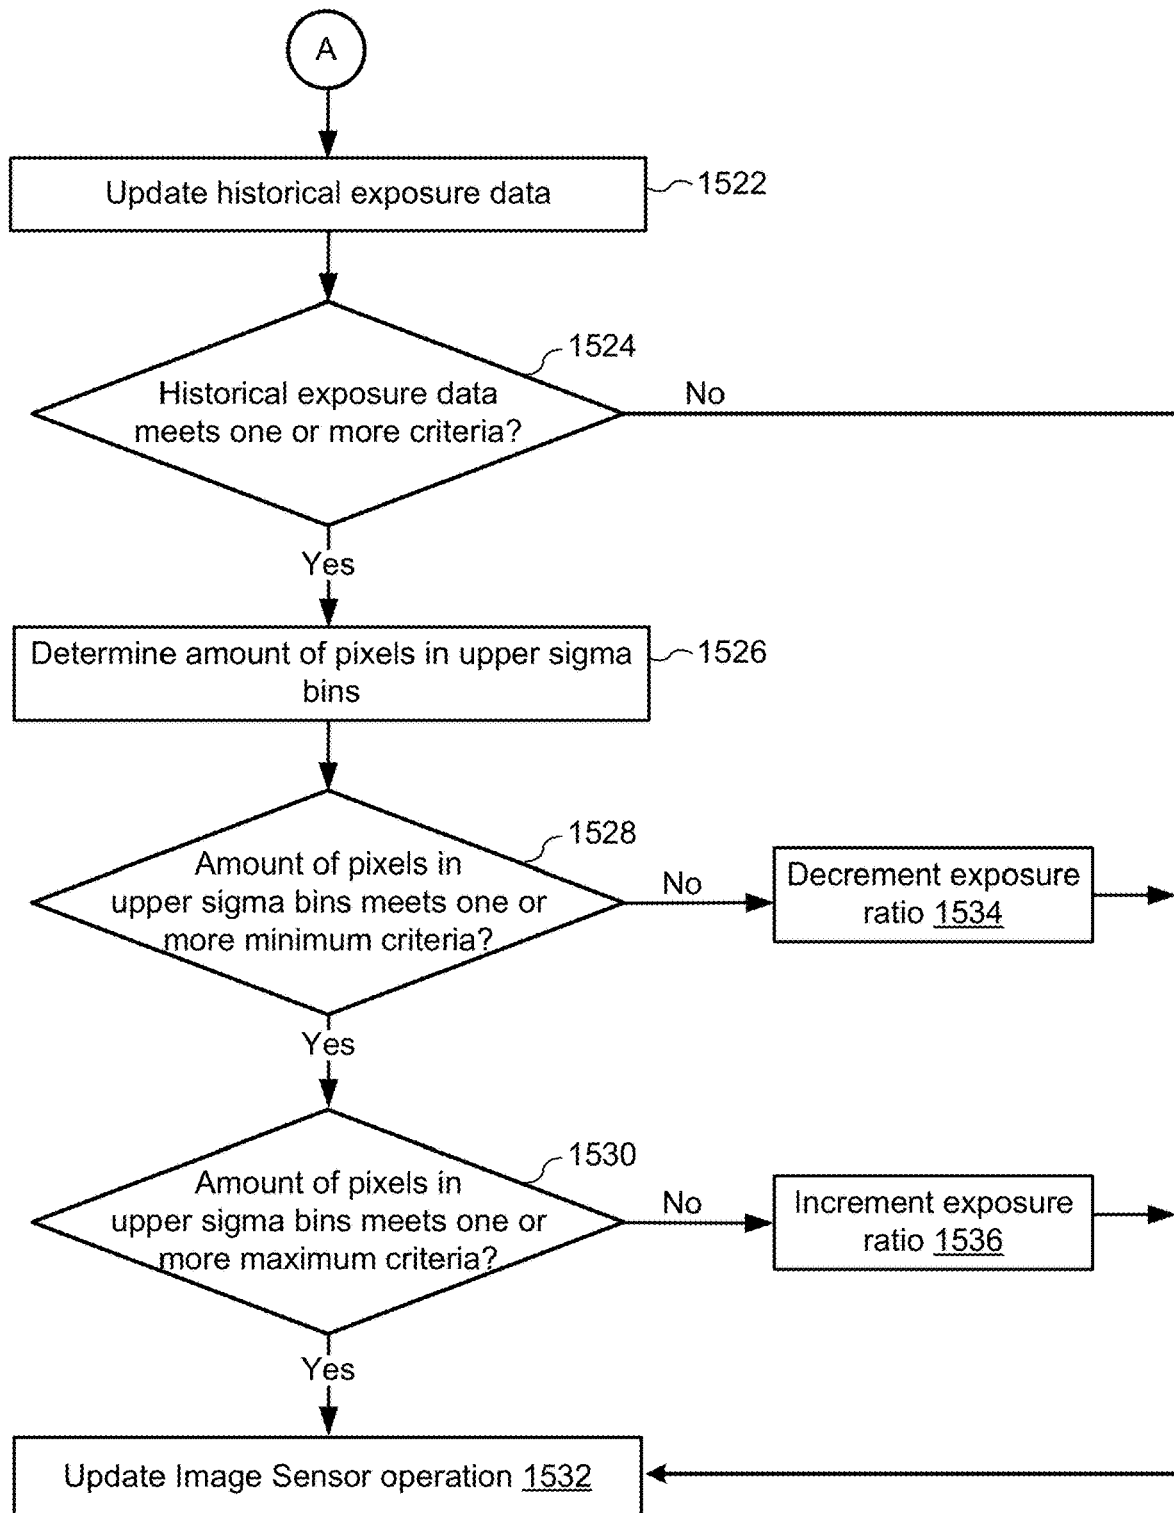 A
Update historical exposure data
1522
1524
Historical exposure data
meets one or more criteria?
No
Yes
Determine amount of pixels in upper sigma
bins
1526
1528
Amount of pixels in
upper sigma bins meets one or
more minimum criteria?
No
Decrement exposure
ratio 1534
Yes
1530
Amount of pixels in
upper sigma bins meets one or
more maximum criteria?
No
Increment exposure
ratio 1536
Yes
Update Image Sensor operation 1532